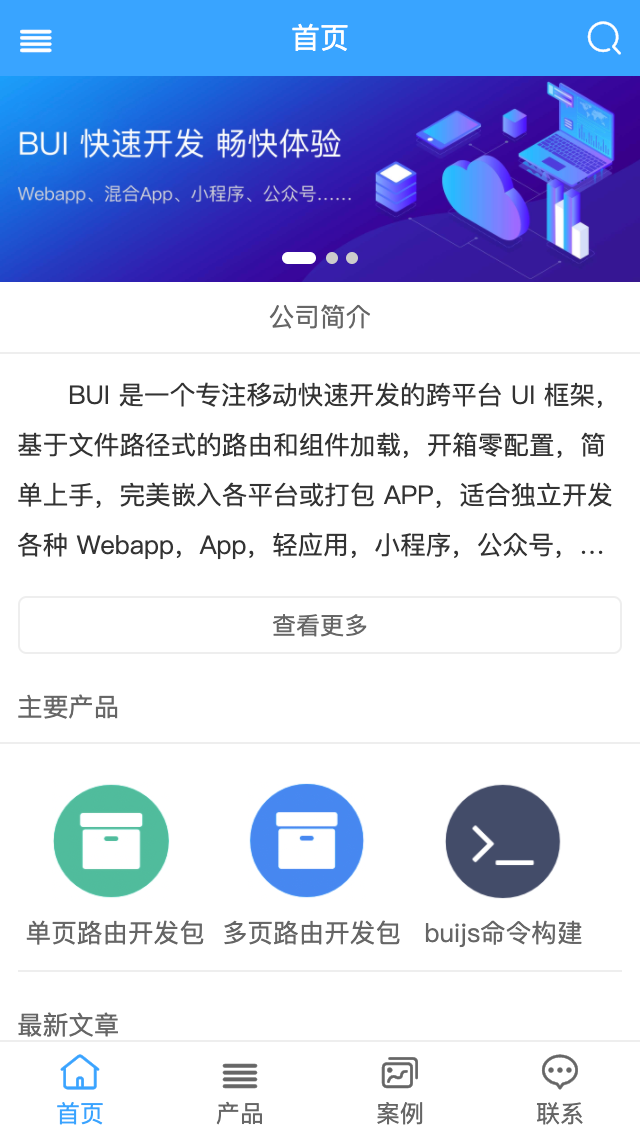 首页
BUI 快速开发 畅快体验
Webapp、混合App、小程序、公众号......
公司简介
BUI 是一个专注移动快速开发的跨平台 UI 框架，
基于文件路径式的路由和组件加载，开箱零配置，简
单上手，完美嵌入各平台或打包 APP，适合独立开发
各种 Webapp，App，轻应用，小程序，公众号，...
查看更多
主要产品
单页路由开发包
多页路由开发包
buijs命令构建
最新文章
首页
产品
案例
联系